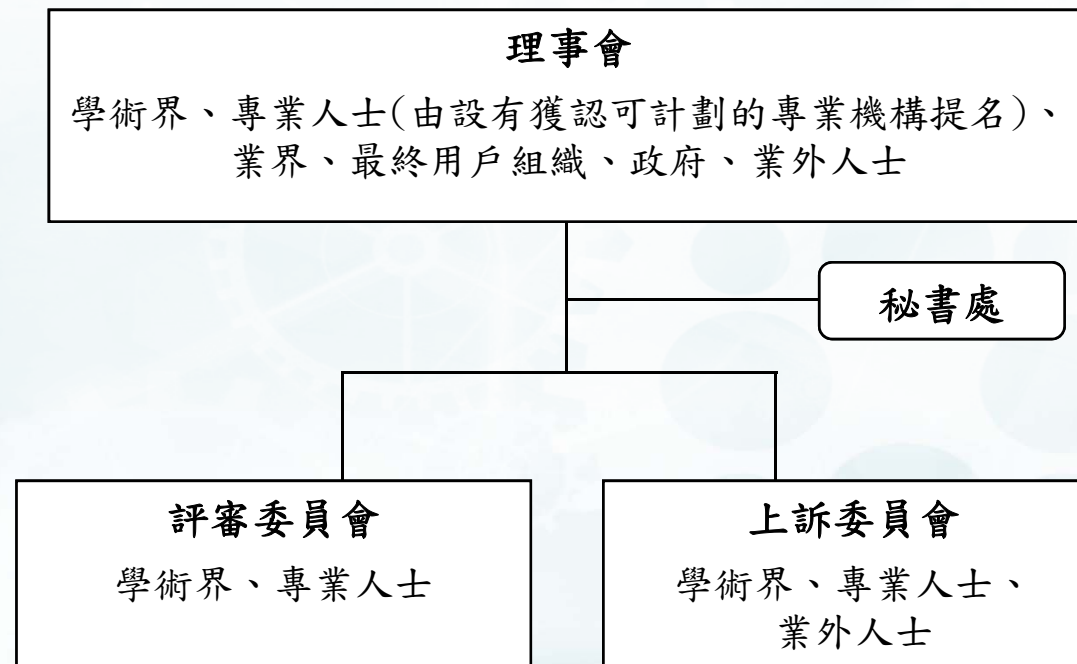 理事會
學術界、專業人士(由設有獲認可計劃的專業機構提名)、
業界、最終用戶組織、政府、業外人士
秘書處
評審委員會
學術界、專業人士
上訴委員會
學術界、專業人士、
業外人士